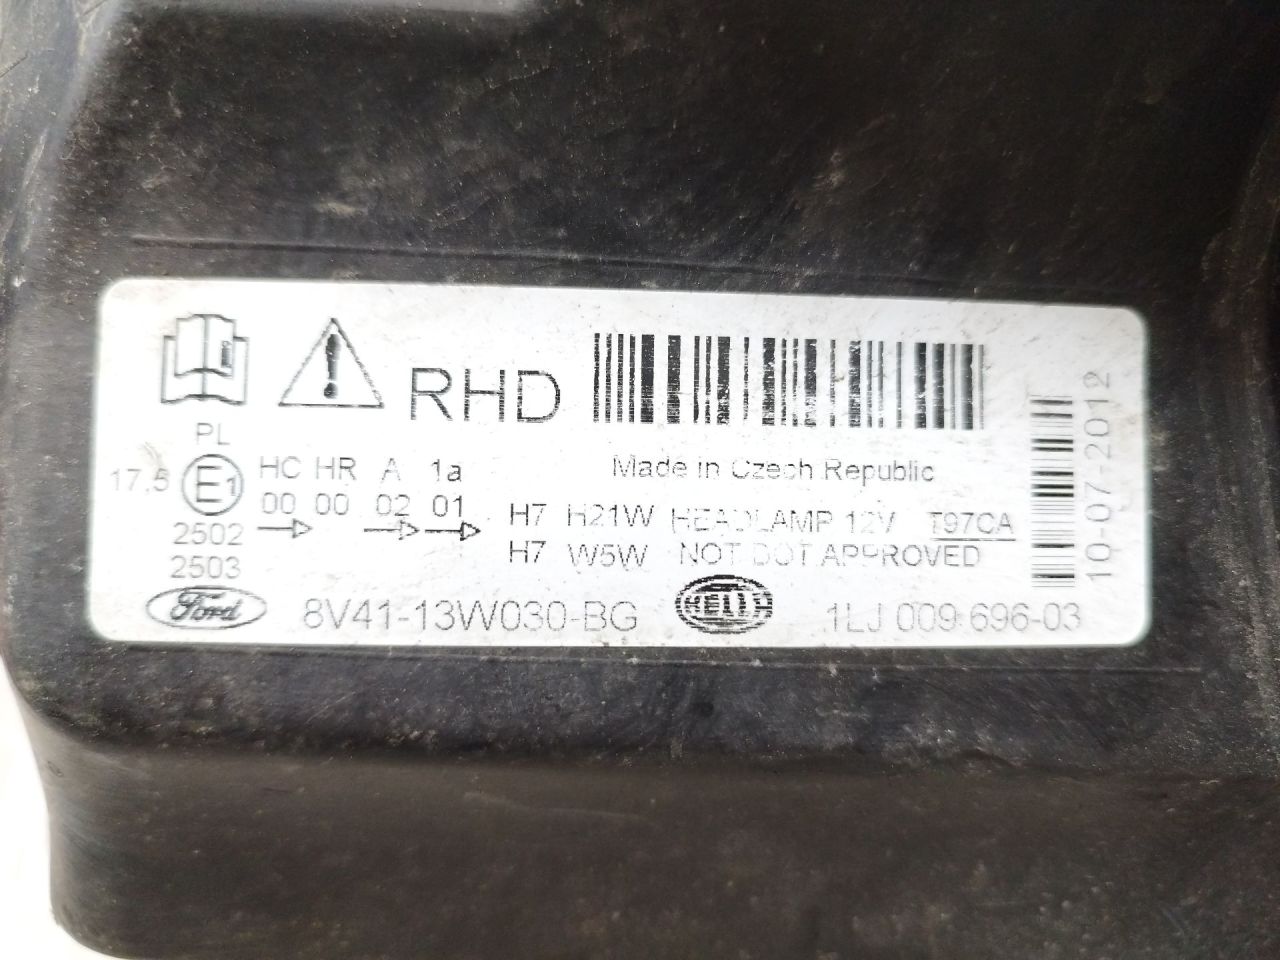 RHD
PL
17,5 E1 HC HR A 1a
00 00 02 01
2502
2503
Made in Czech Republic
H7 H21W HEADLAMP 12V T97CA
H7 W5W NOT DOT APPROVED
Ford 8V41-13W030-BG HELLA 1LJ 009 696-03
10-07-2012